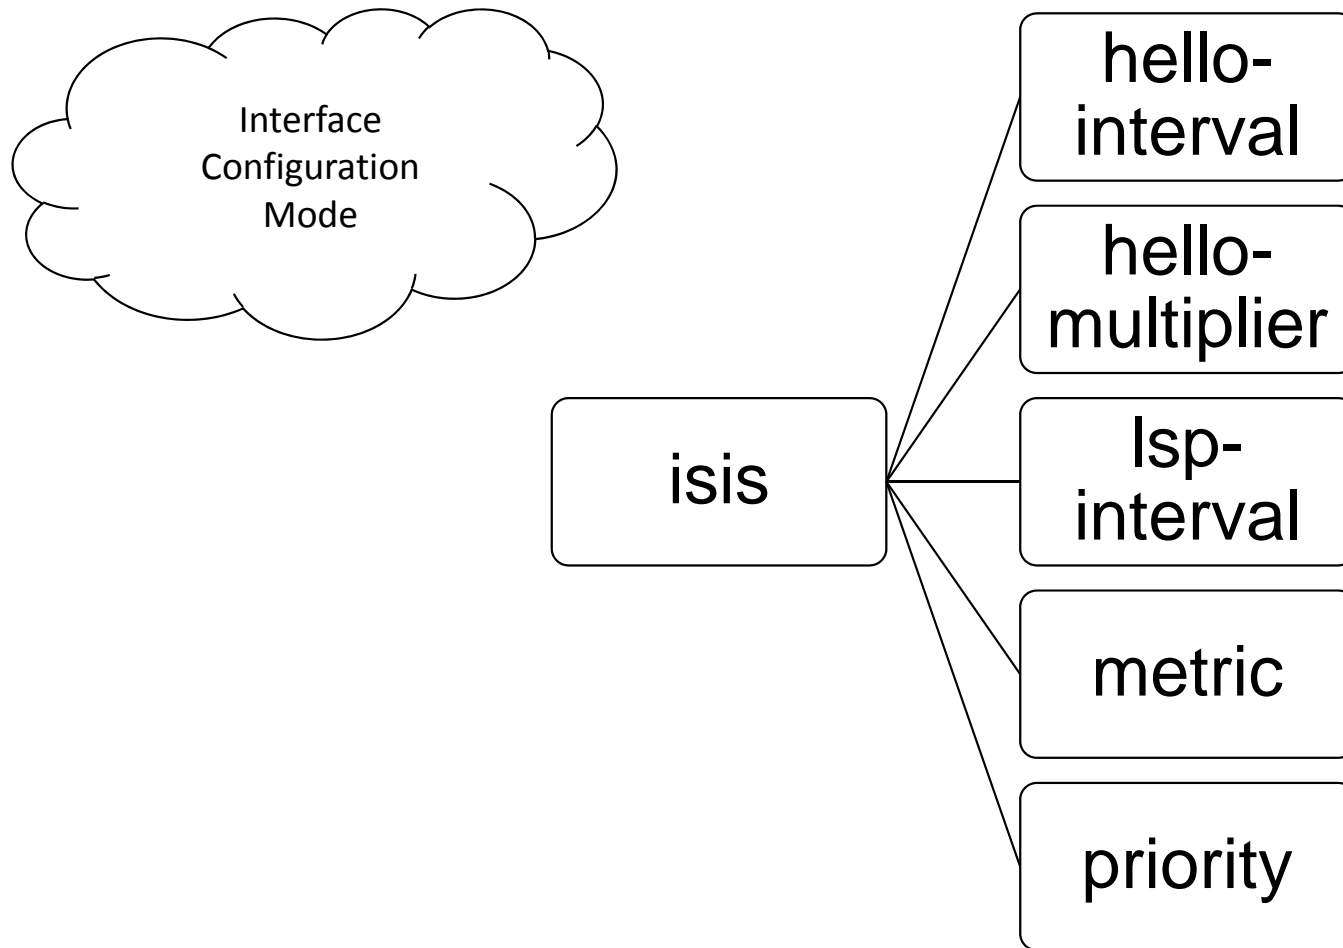 Interface
Configuration
Mode
hello-
interval
hello-
multiplier
isis
lsp-
interval
metric
priority